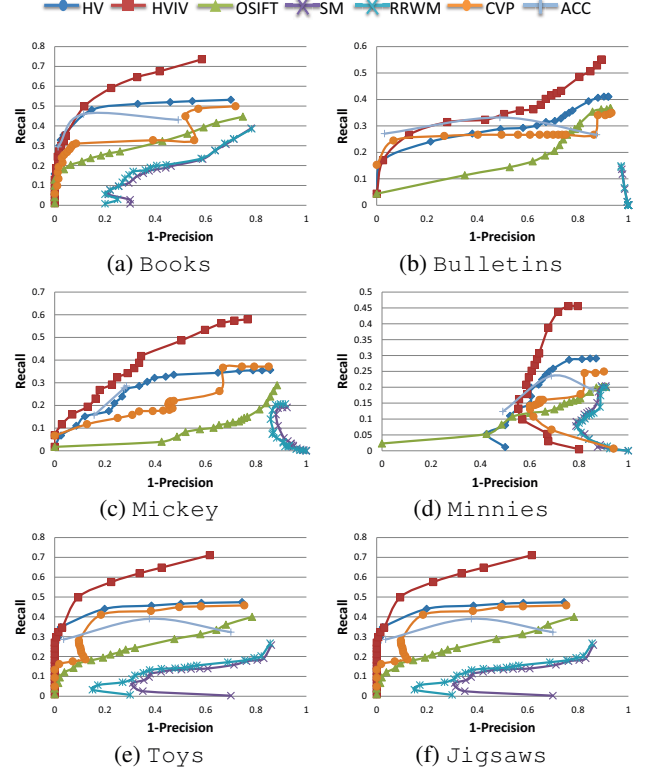 HV HVIV OSIFT SM RRWM CVP ACC
0.8
0.7
0.6
0.5
0.4
0.3
0.2
0.1
0
Recall
0 0.2 0.4 0.6 0.8 1
1-Precision
(a) Books
0.6
0.5
0.4
0.3
0.2
0.1
0
Recall
0 0.2 0.4 0.6 0.8 1
1-Precision
(b) Bulletins
0.7
0.6
0.5
0.4
0.3
0.2
0.1
0
Recall
0 0.2 0.4 0.6 0.8 1
1-Precision
(c) Mickey
0.5
0.45
0.4
0.35
0.3
0.25
0.2
0.15
0.1
0.05
0
Recall
0 0.2 0.4 0.6 0.8 1
1-Precision
(d) Minnies
0.8
0.7
0.6
0.5
0.4
0.3
0.2
0.1
0
Recall
0 0.2 0.4 0.6 0.8 1
1-Precision
(e) Toys
0.8
0.7
0.6
0.5
0.4
0.3
0.2
0.1
0
Recall
0 0.2 0.4 0.6 0.8 1
1-Precision
(f) Jigsaws